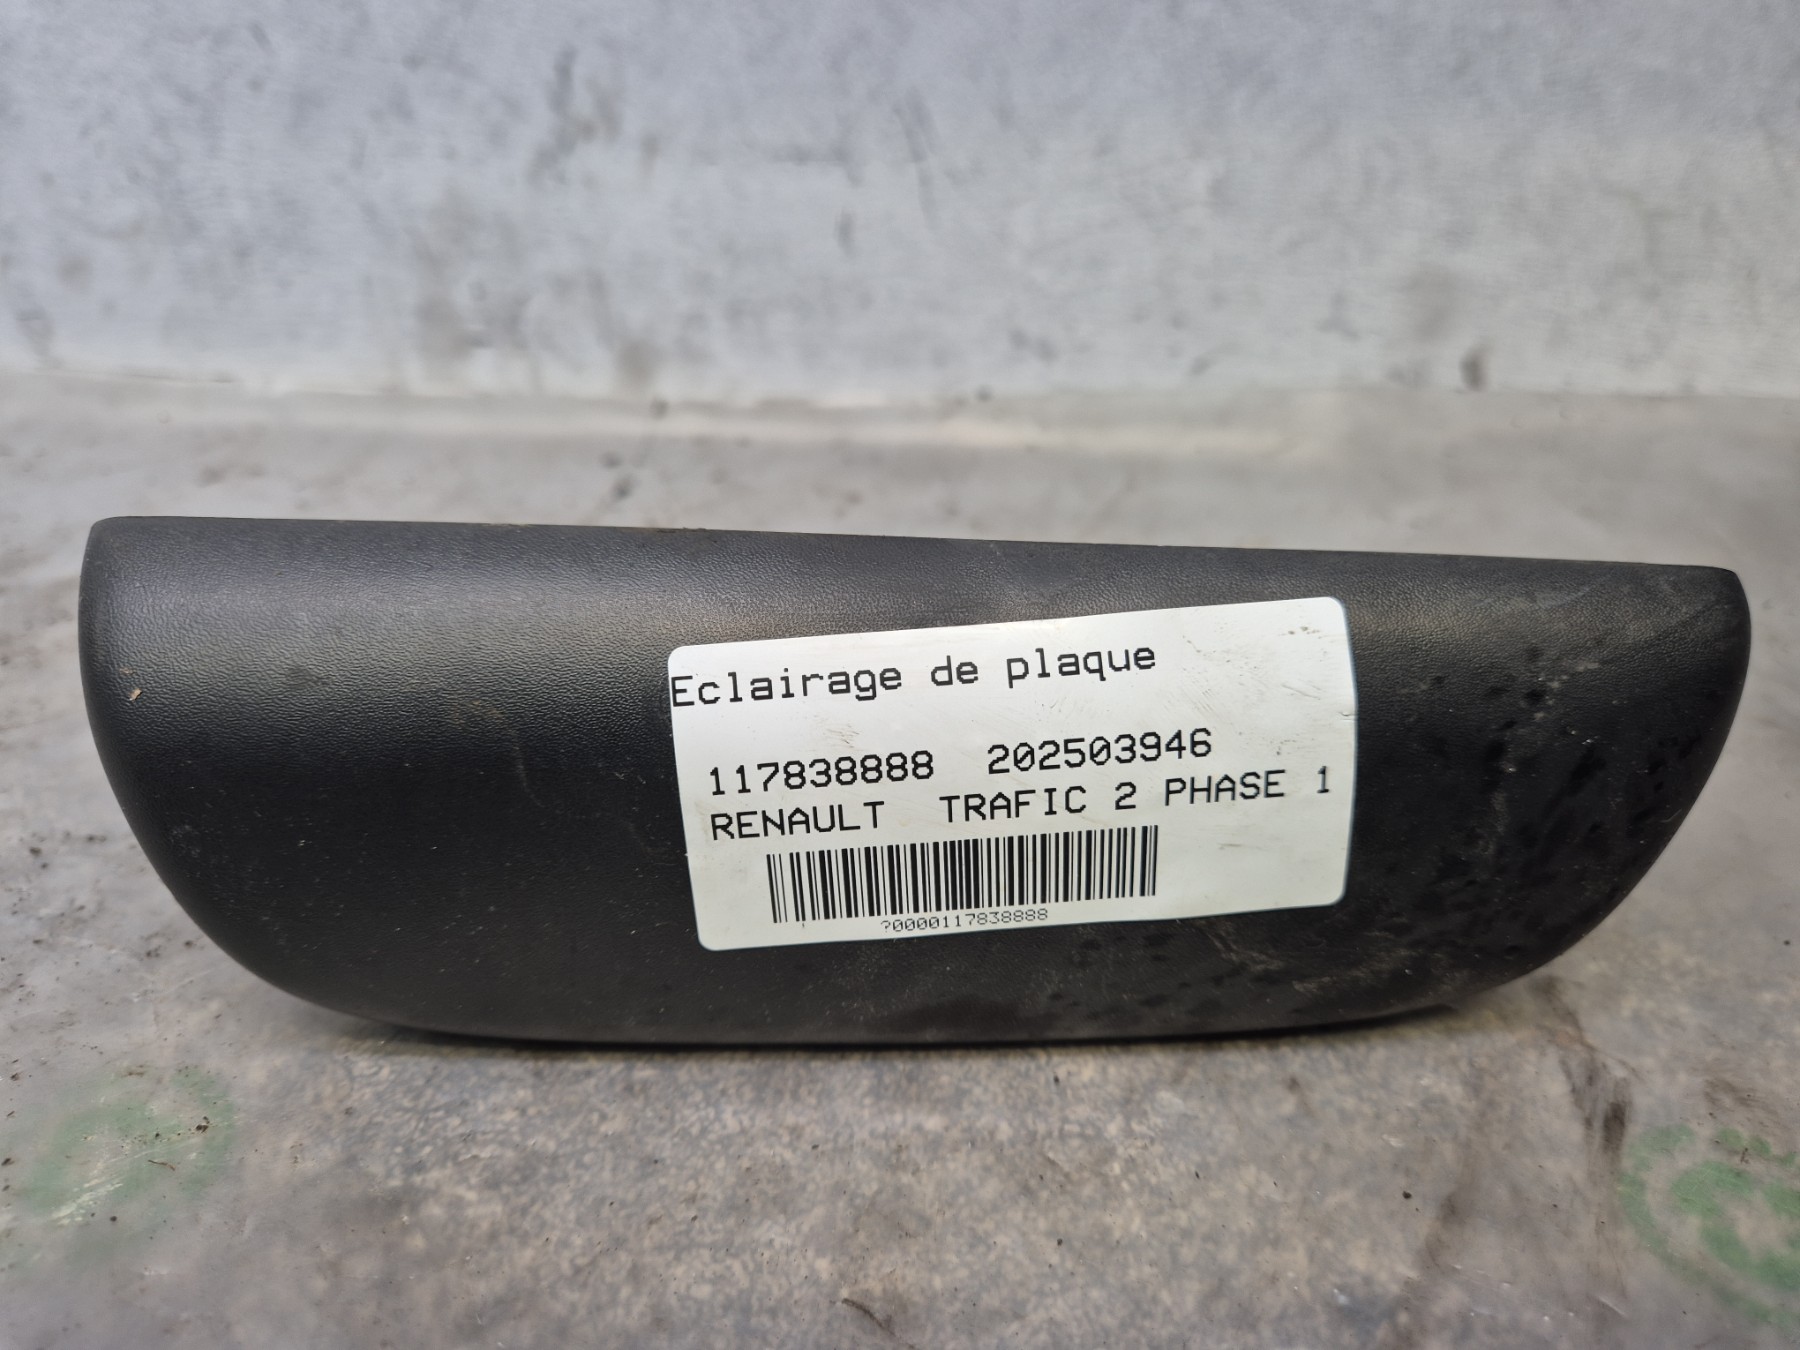 Eclairage de plaque
117838888 202503946
RENAULT TRAFIC 2 PHASE 1
?0000117838888